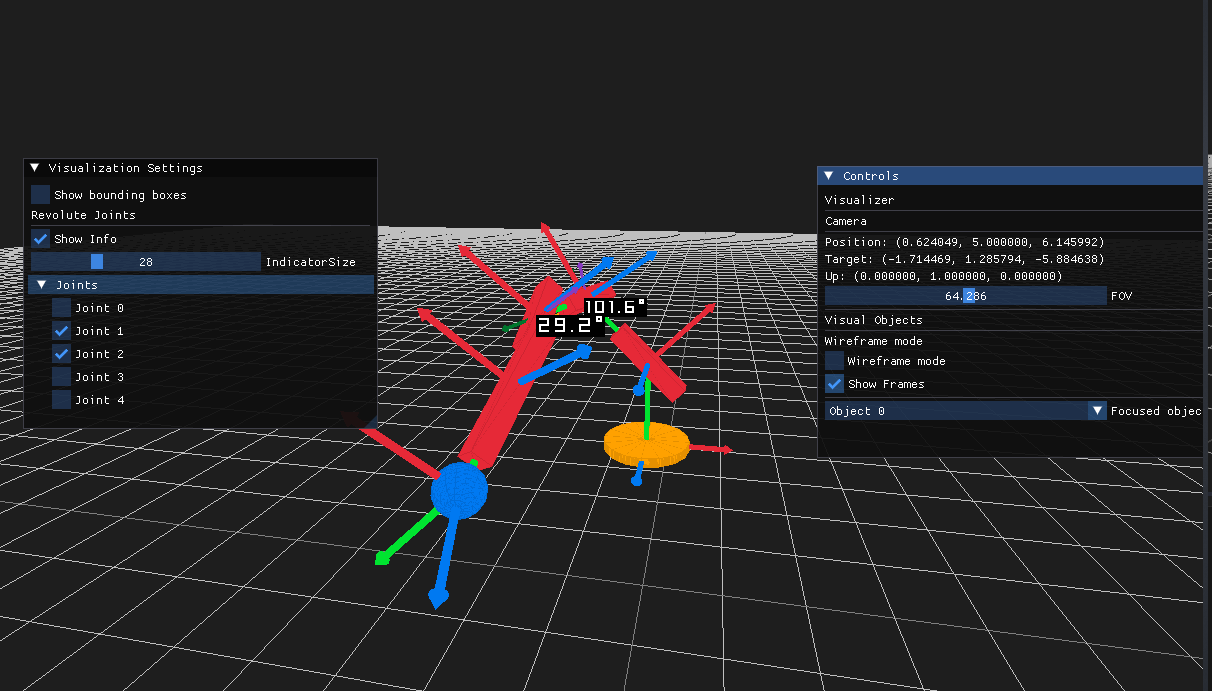 Visualization Settings
Show bounding boxes
Revolute Joints
Show Info
28 IndicatorSize
Joints
Joint 0
Joint 1
Joint 2
Joint 3
Joint 4
101.6°
29.2°
Controls
Visualizer
Camera
Position: (0.624049, 5.000000, 6.145992)
Target: (-1.714469, 1.285794, -5.884638)
Up: (0.000000, 1.000000, 0.000000)
64.286 FOV
Visual Objects
Wireframe mode
Wireframe mode
Show Frames
Object 0 Focused objec